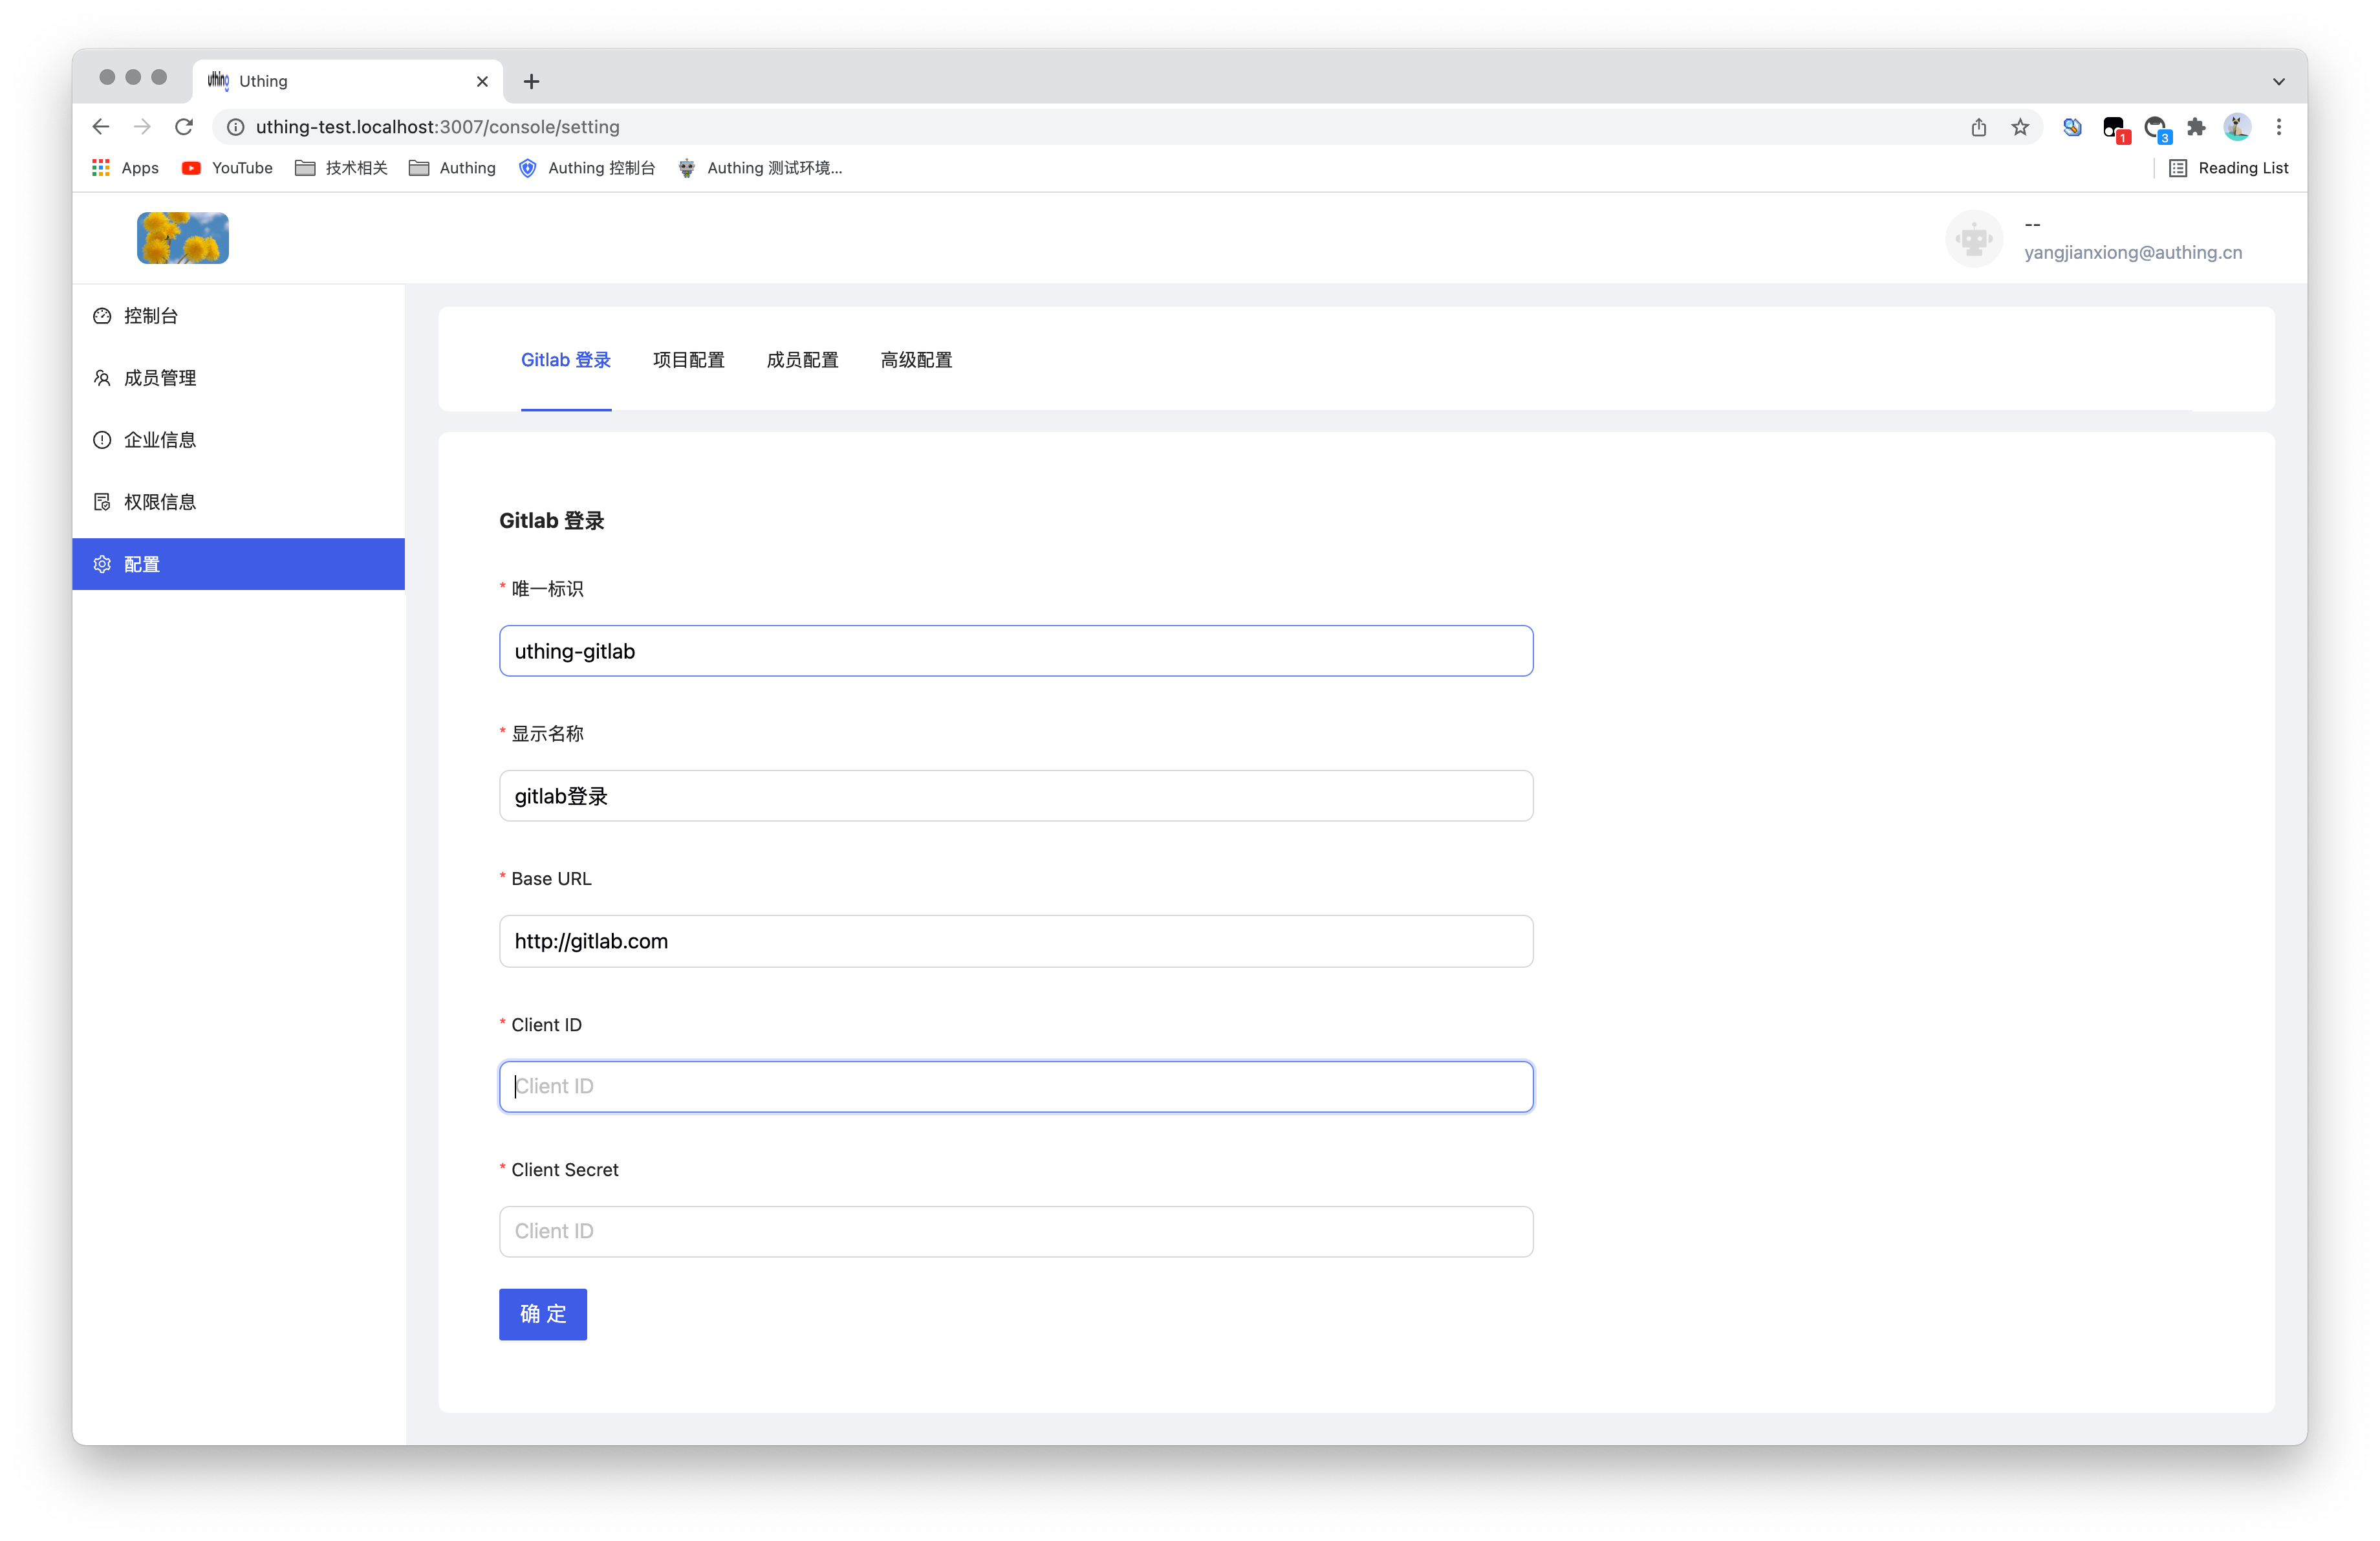 uthing Uthing
uthing-test.localhost:3007/console/setting
1
3
Apps YouTube 技术相关 Authing Authing 控制台 Authing 测试环境... Reading List
--
yangjianxiong@authing.cn
控制台
成员管理
企业信息
权限信息
配置
Gitlab 登录 项目配置 成员配置 高级配置
Gitlab 登录
* 唯一标识
uthing-gitlab
* 显示名称
gitlab登录
* Base URL
http://gitlab.com
* Client ID
Client ID
* Client Secret
Client ID
确 定